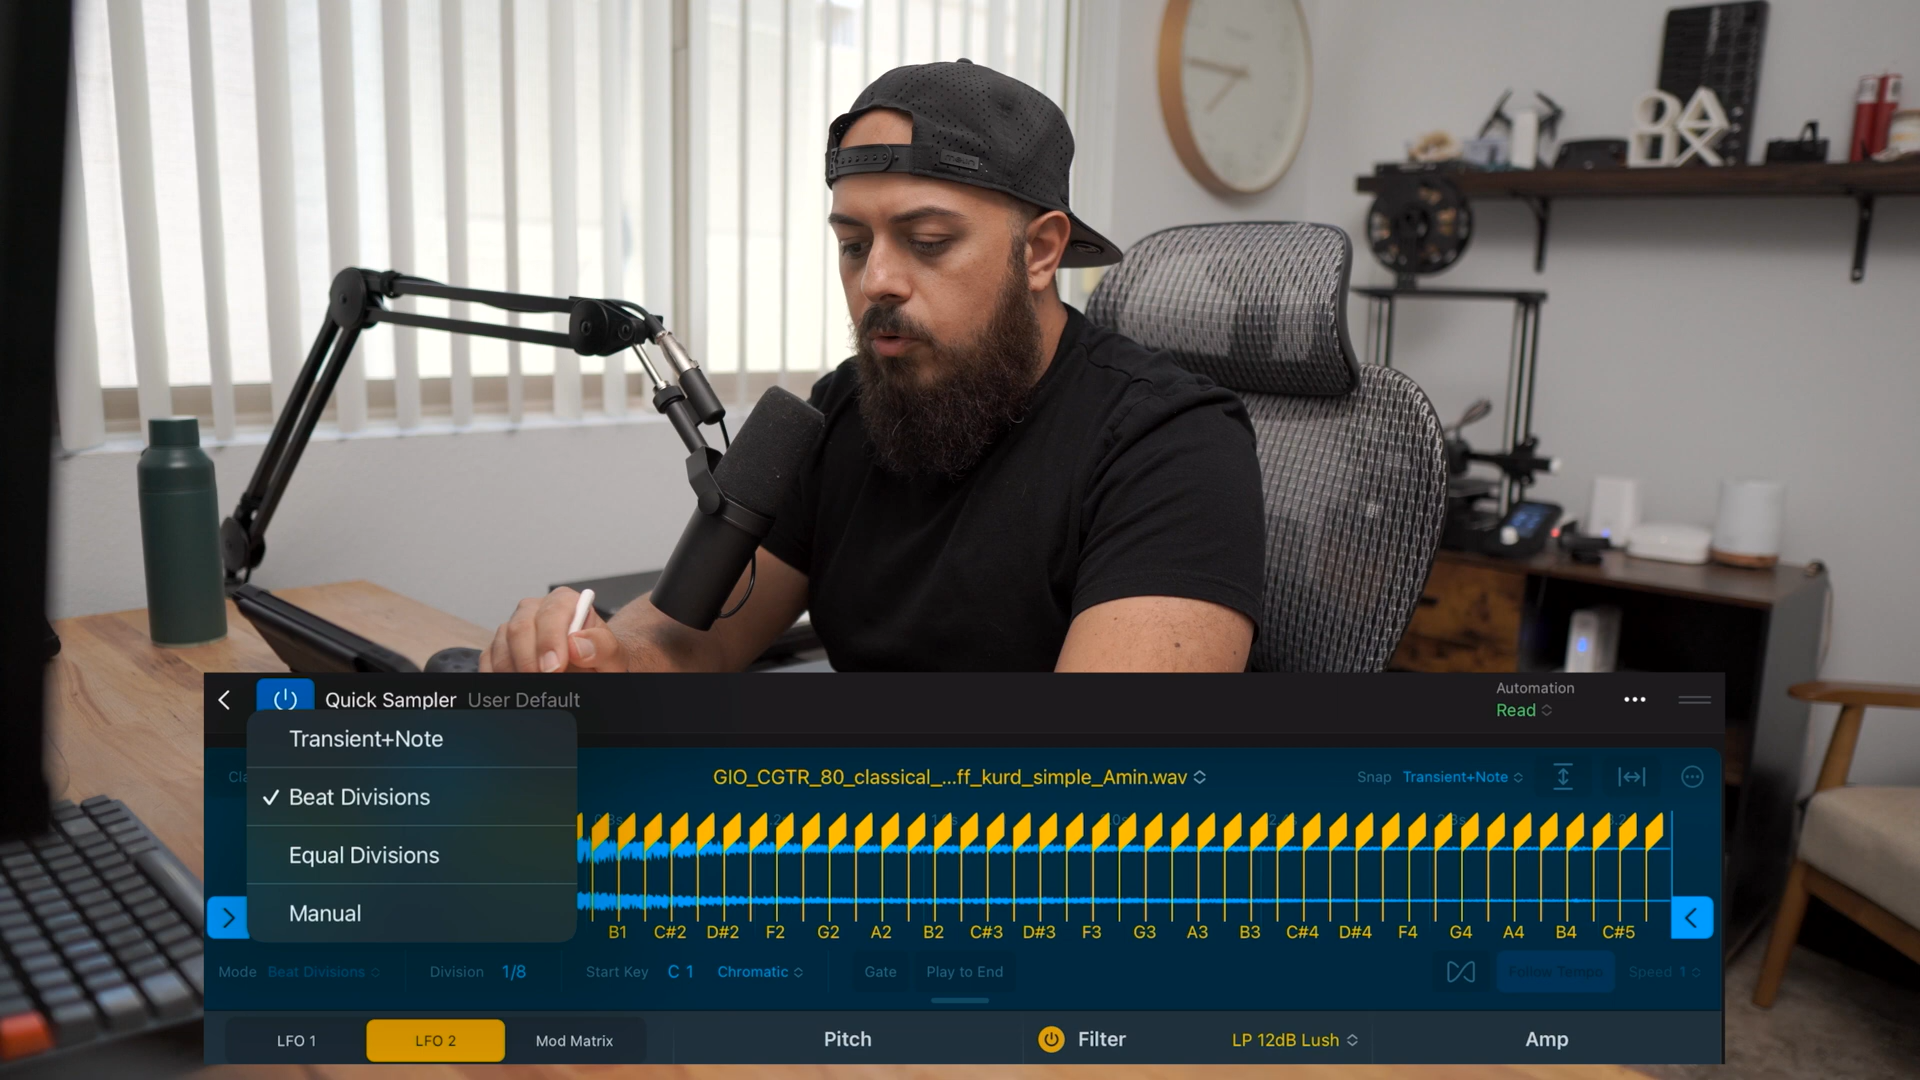 Quick Sampler User Default
Automation
Read
Transient+Note
Beat Divisions
Equal Divisions
Manual
GIO_CGTR_80_classical_...ff_kurd_simple_Amin.wav
Snap Transient+Note
B1 C#2 D#2 F2 G2 A2 B2 C#3 D#3 F3 G3 A3 B3 C#4 D#4 F4 G4 A4 B4 C#5
Mode Beat Divisions Division 1/8 Start Key C 1 Chromatic Gate Play to End Follow Tempo Speed 1
LFO 1 LFO 2 Mod Matrix Pitch Filter LP 12dB Lush Amp